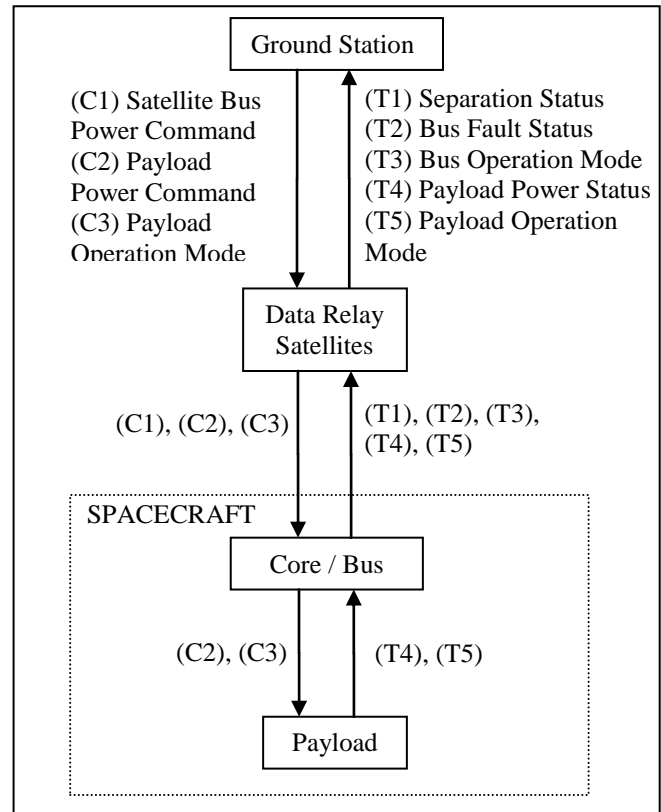 Ground Station
(C1) Satellite Bus
Power Command
(C2) Payload
Power Command
(C3) Payload
Operation Mode
(T1) Separation Status
(T2) Bus Fault Status
(T3) Bus Operation Mode
(T4) Payload Power Status
(T5) Payload Operation
Mode
Data Relay
Satellites
(C1), (C2), (C3)
(T1), (T2), (T3),
(T4), (T5)
SPACECRAFT
Core / Bus
(C2), (C3)
(T4), (T5)
Payload